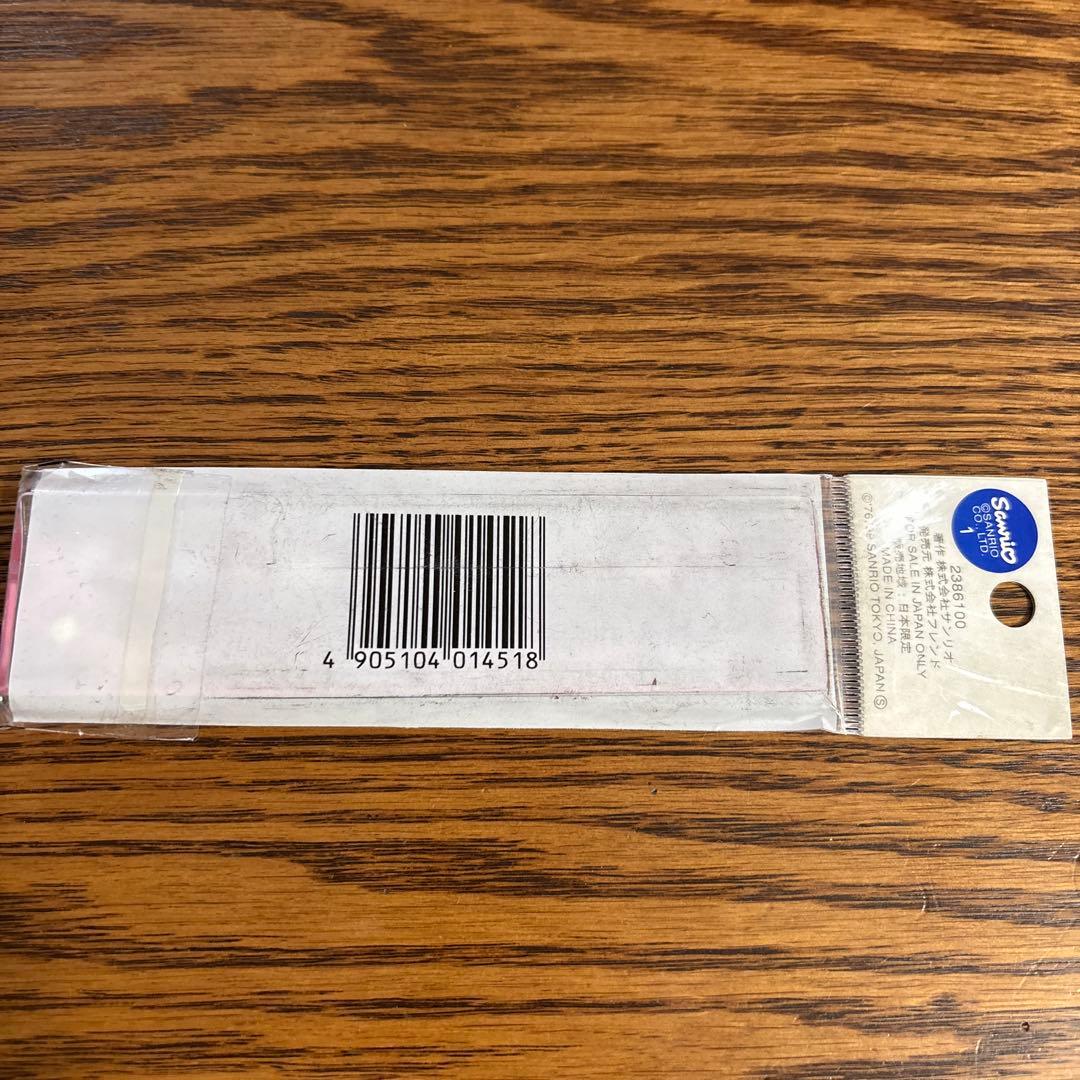 Sanrio
©SANRIO
CO., LTD.
1
2386100
著作 株式会社サンリオ
発売元 株式会社フレンド
FOR SALE IN JAPAN ONLY
販売地域：日本限定
MADE IN CHINA
SANRIO TOKYO, JAPAN Ⓢ
4 905104 014518